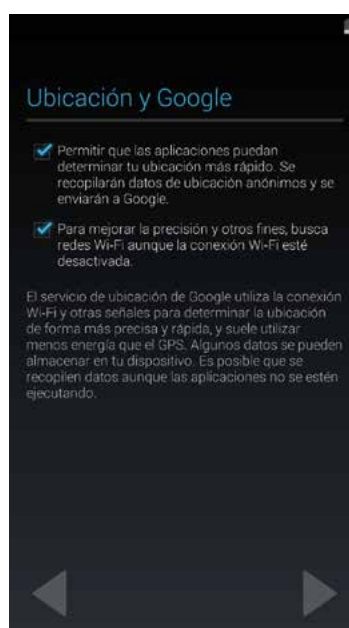 Ubicación y Google
Permitir que las aplicaciones puedan
determinar tu ubicación más rápido. Se
recopilarán datos de ubicación anónimos y se
enviarán a Google.
Para mejorar la precisión y otros fines, busca
redes Wi-Fi aunque la conexión Wi-Fi esté
desactivada.
El servicio de ubicación de Google utiliza la conexión
Wi-Fi y otras señales para determinar la ubicación
de forma más precisa y rápida, y suele utilizar
menos energía que el GPS. Algunos datos se pueden
almacenar en tu dispositivo. Es posible que se
recopilen datos aunque las aplicaciones no se estén
ejecutando.